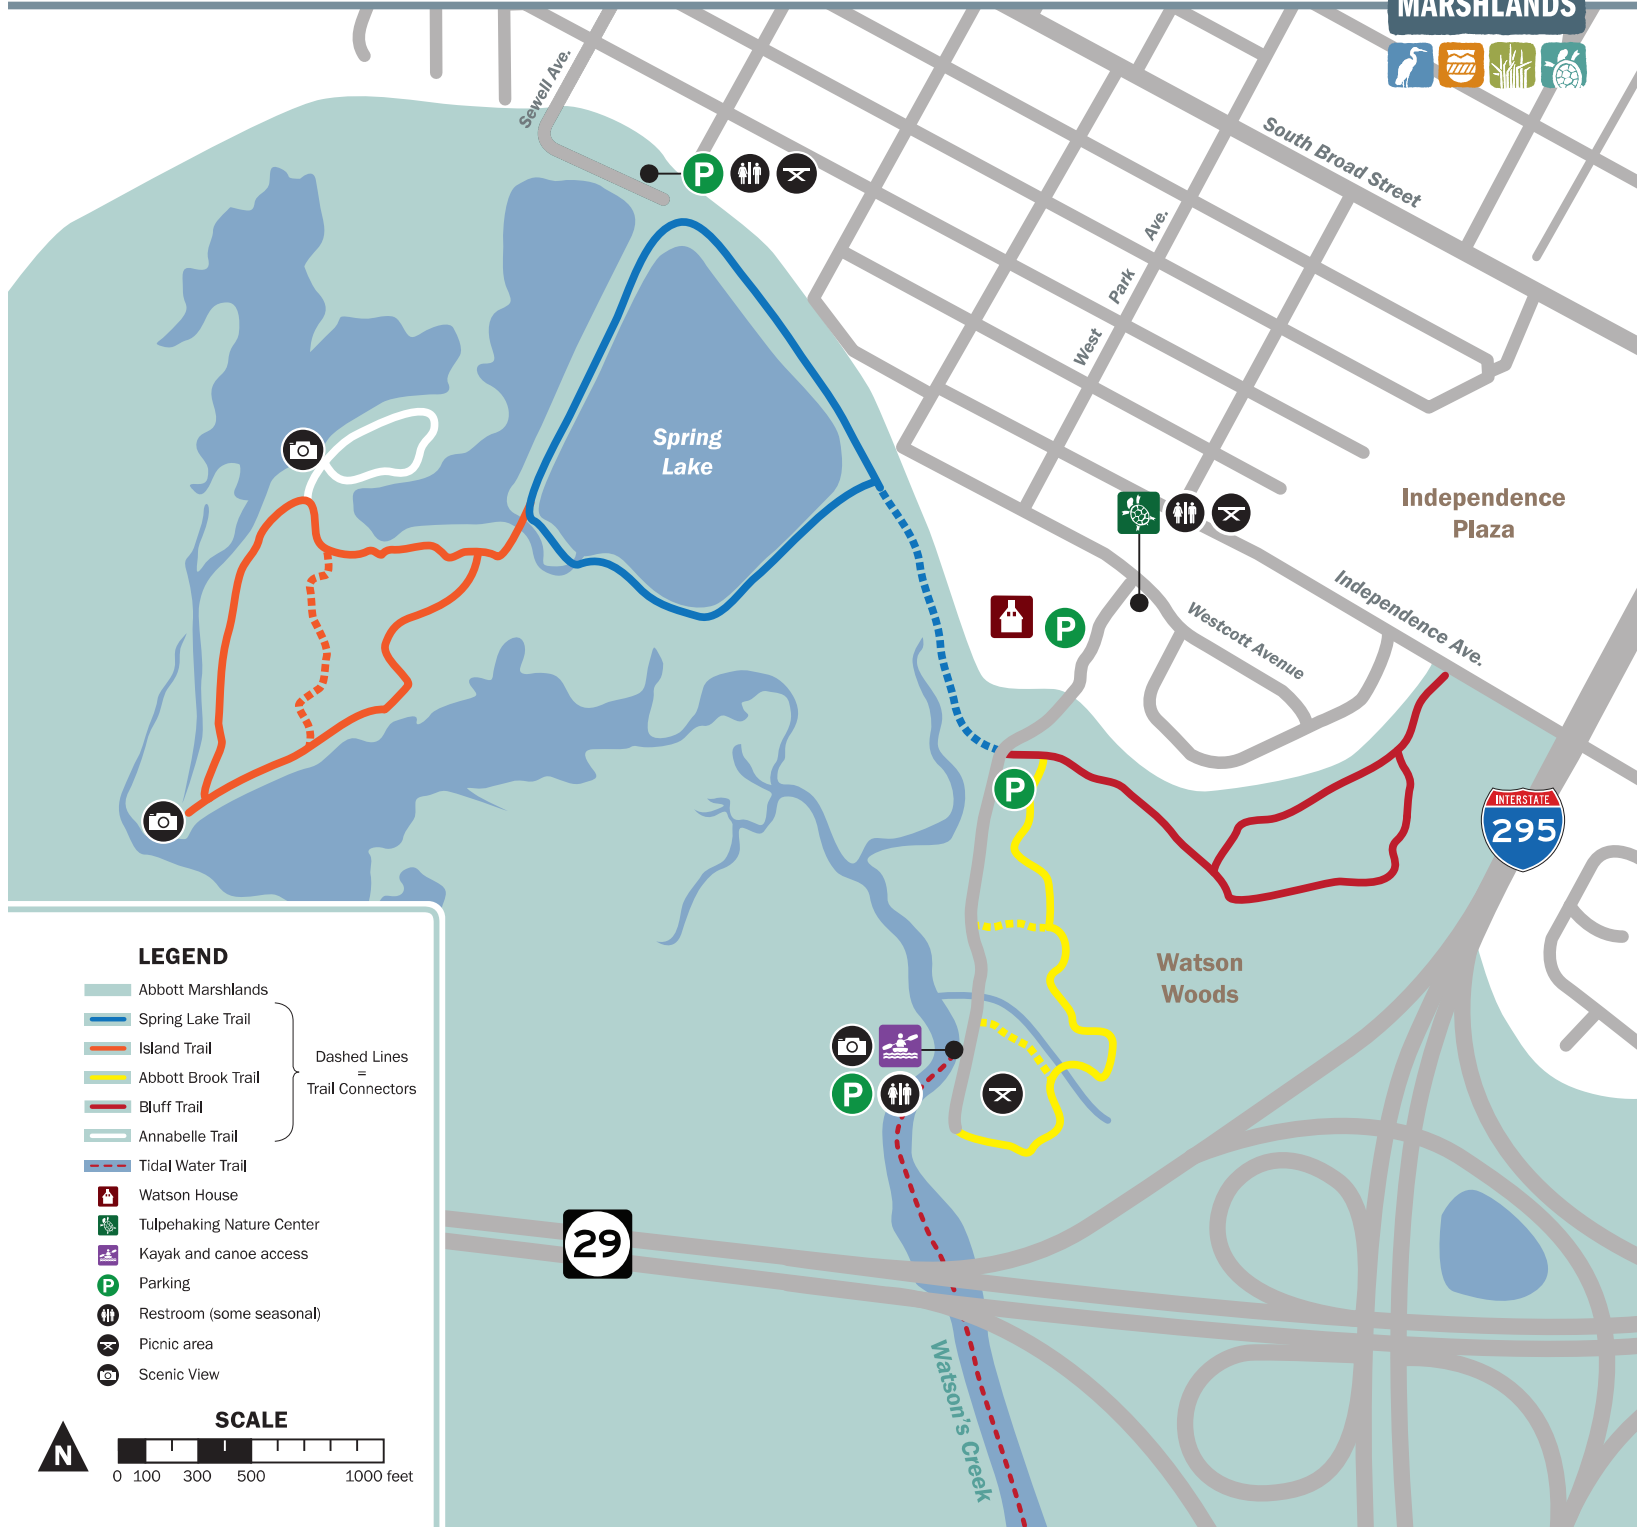 MARSHLANDS
Sewell Ave.
P
South Broad Street
West Park Ave.
Spring
Lake
Independence
Plaza
Independence Ave.
Westcott Avenue
P
P
INTERSTATE
295
Watson
Woods
P
29
Watson's Creek
LEGEND
Abbott Marshlands
Spring Lake Trail
Island Trail
Abbott Brook Trail
Bluff Trail
Annabelle Trail
Dashed Lines
=
Trail Connectors
Tidal Water Trail
Watson House
Tulpehaking Nature Center
Kayak and canoe access
P
Parking
Restroom (some seasonal)
Picnic area
Scenic View
SCALE
N
0 100 300 500 1000 feet